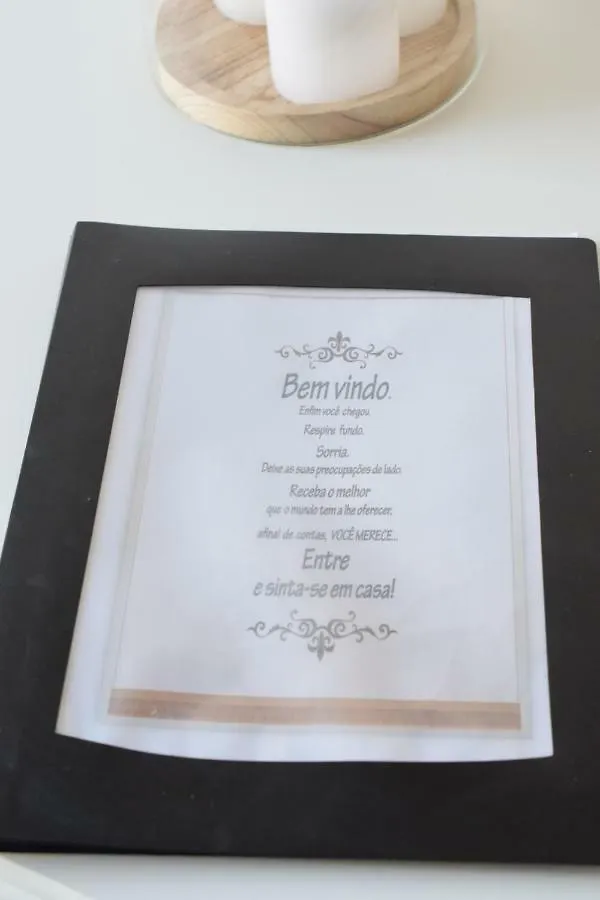 Bem vindo.
Enfim você chegou.
Respire fundo.
Sorria.
Deixe as suas preocupações de lado.
Receba o melhor
que o mundo tem a lhe oferecer.
afinal de contas, VOCÊ MERECE...
Entre
e sinta-se em casa!